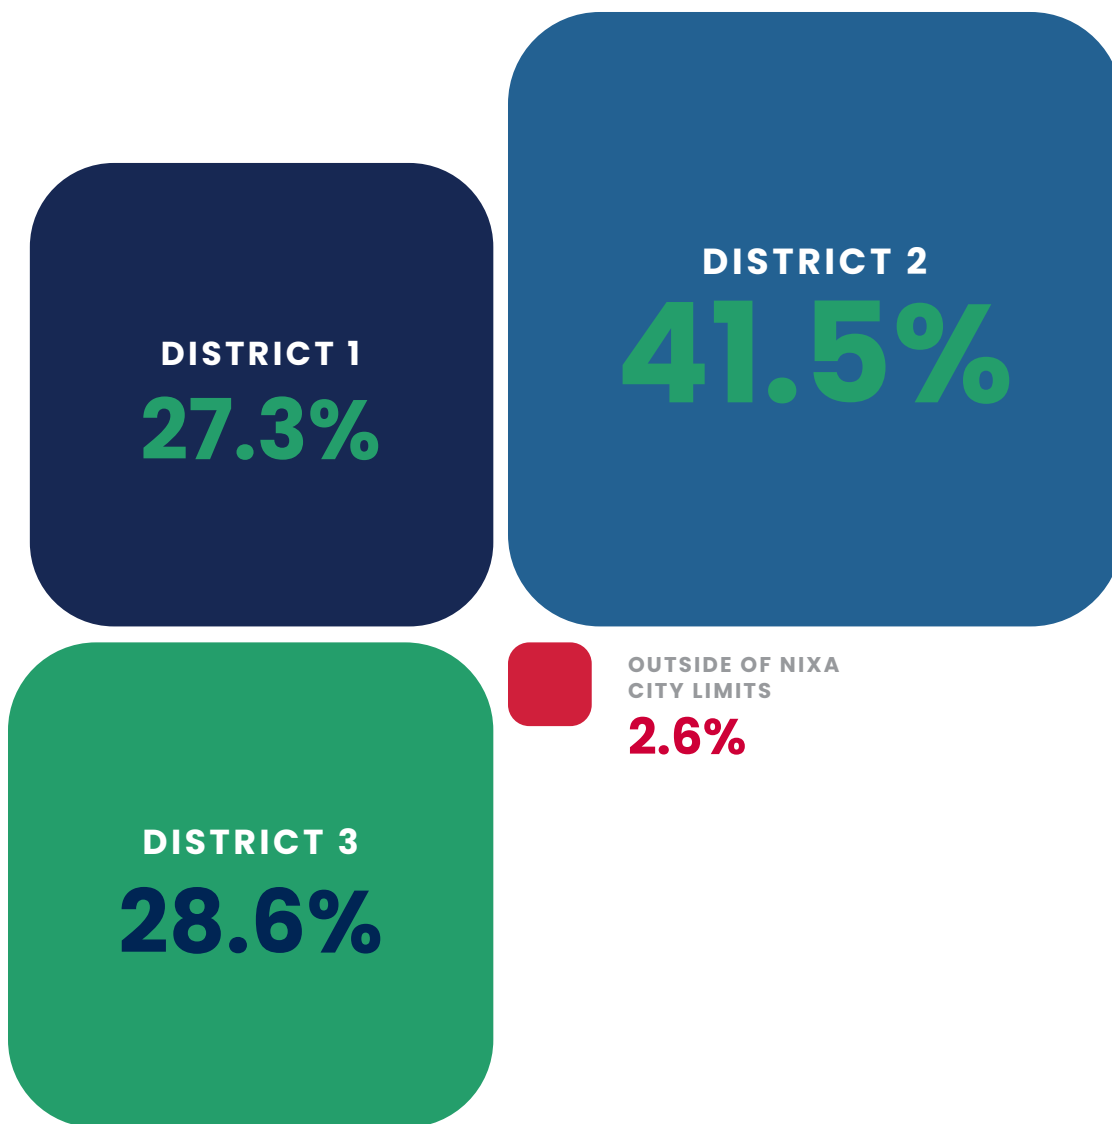 DISTRICT 2
41.5%
DISTRICT 1
27.3%
OUTSIDE OF NIXA
CITY LIMITS
2.6%
DISTRICT 3
28.6%